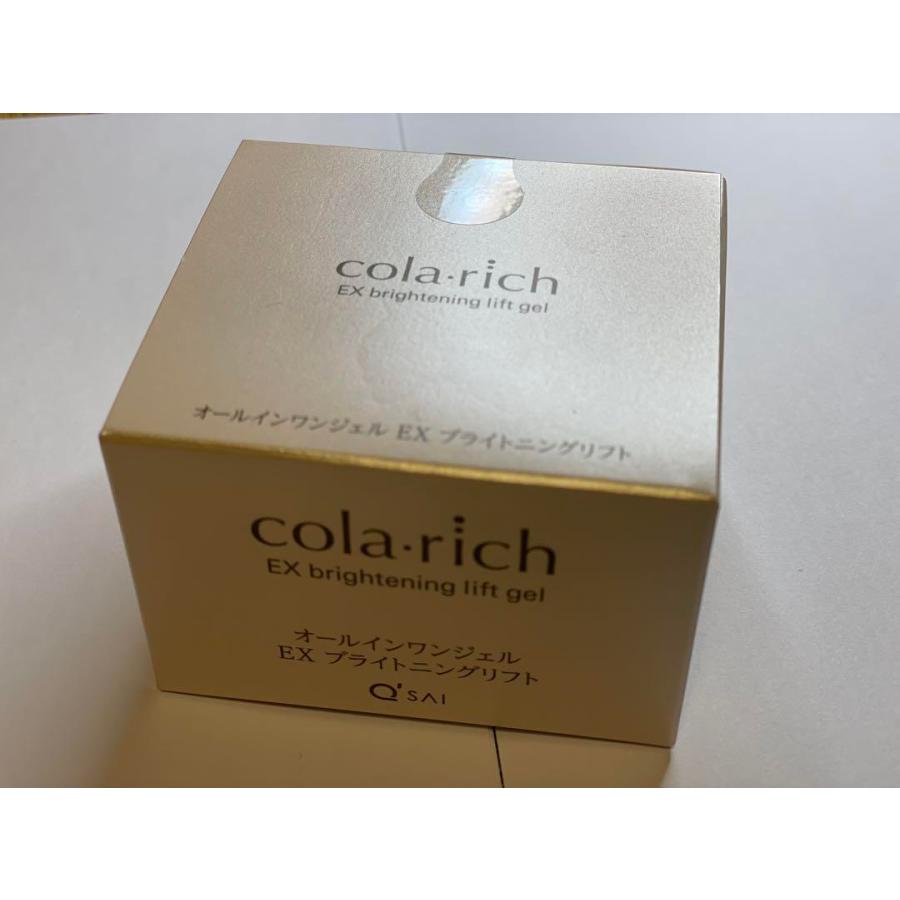 cola·rich
EX brightening lift gel
オールインワンジェル EX ブライトニングリフト
cola·rich
EX brightening lift gel
オールインワンジェル
EX ブライトニングリフト
Q'SAI